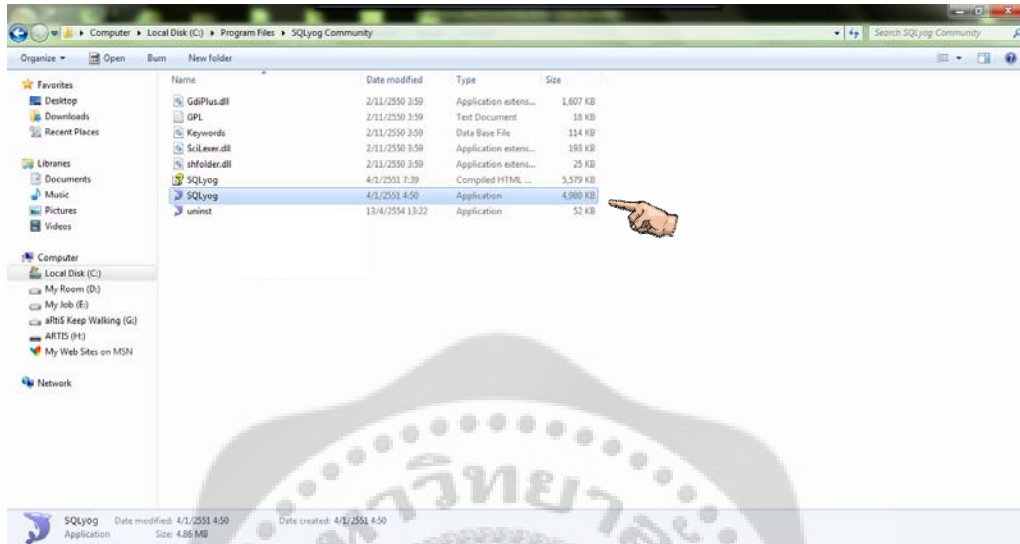 Computer ▸ Local Disk (C:) ▸ Program Files ▸ SQLyog Community
Search SQLyog Community
Organize Open Burn New folder
Name Date modified Type Size
Favorites
Desktop
Downloads
Recent Places
Libraries
Documents
Music
Pictures
Videos
Computer
Local Disk (C:)
My Room (D:)
My Job (E:)
aRtiS Keep Walking (G:)
ARTIS (H:)
My Web Sites on MSN
Network
GdiPlus.dll 2/11/2550 3:59 Application extens... 1,607 KB
GPL 2/11/2550 3:59 Text Document 18 KB
Keywords 2/11/2550 3:59 Data Base File 114 KB
SciLexer.dll 2/11/2550 3:59 Application extens... 193 KB
shfolder.dll 2/11/2550 3:59 Application extens... 25 KB
SQLyog 4/1/2551 7:39 Compiled HTML ... 5,579 KB
SQLyog 4/1/2551 4:50 Application 4,980 KB
uninst 13/4/2554 13:22 Application 52 KB
SQLyog Date modified: 4/1/2551 4:50 Date created: 4/1/2551 4:50
Application Size: 4.86 MB